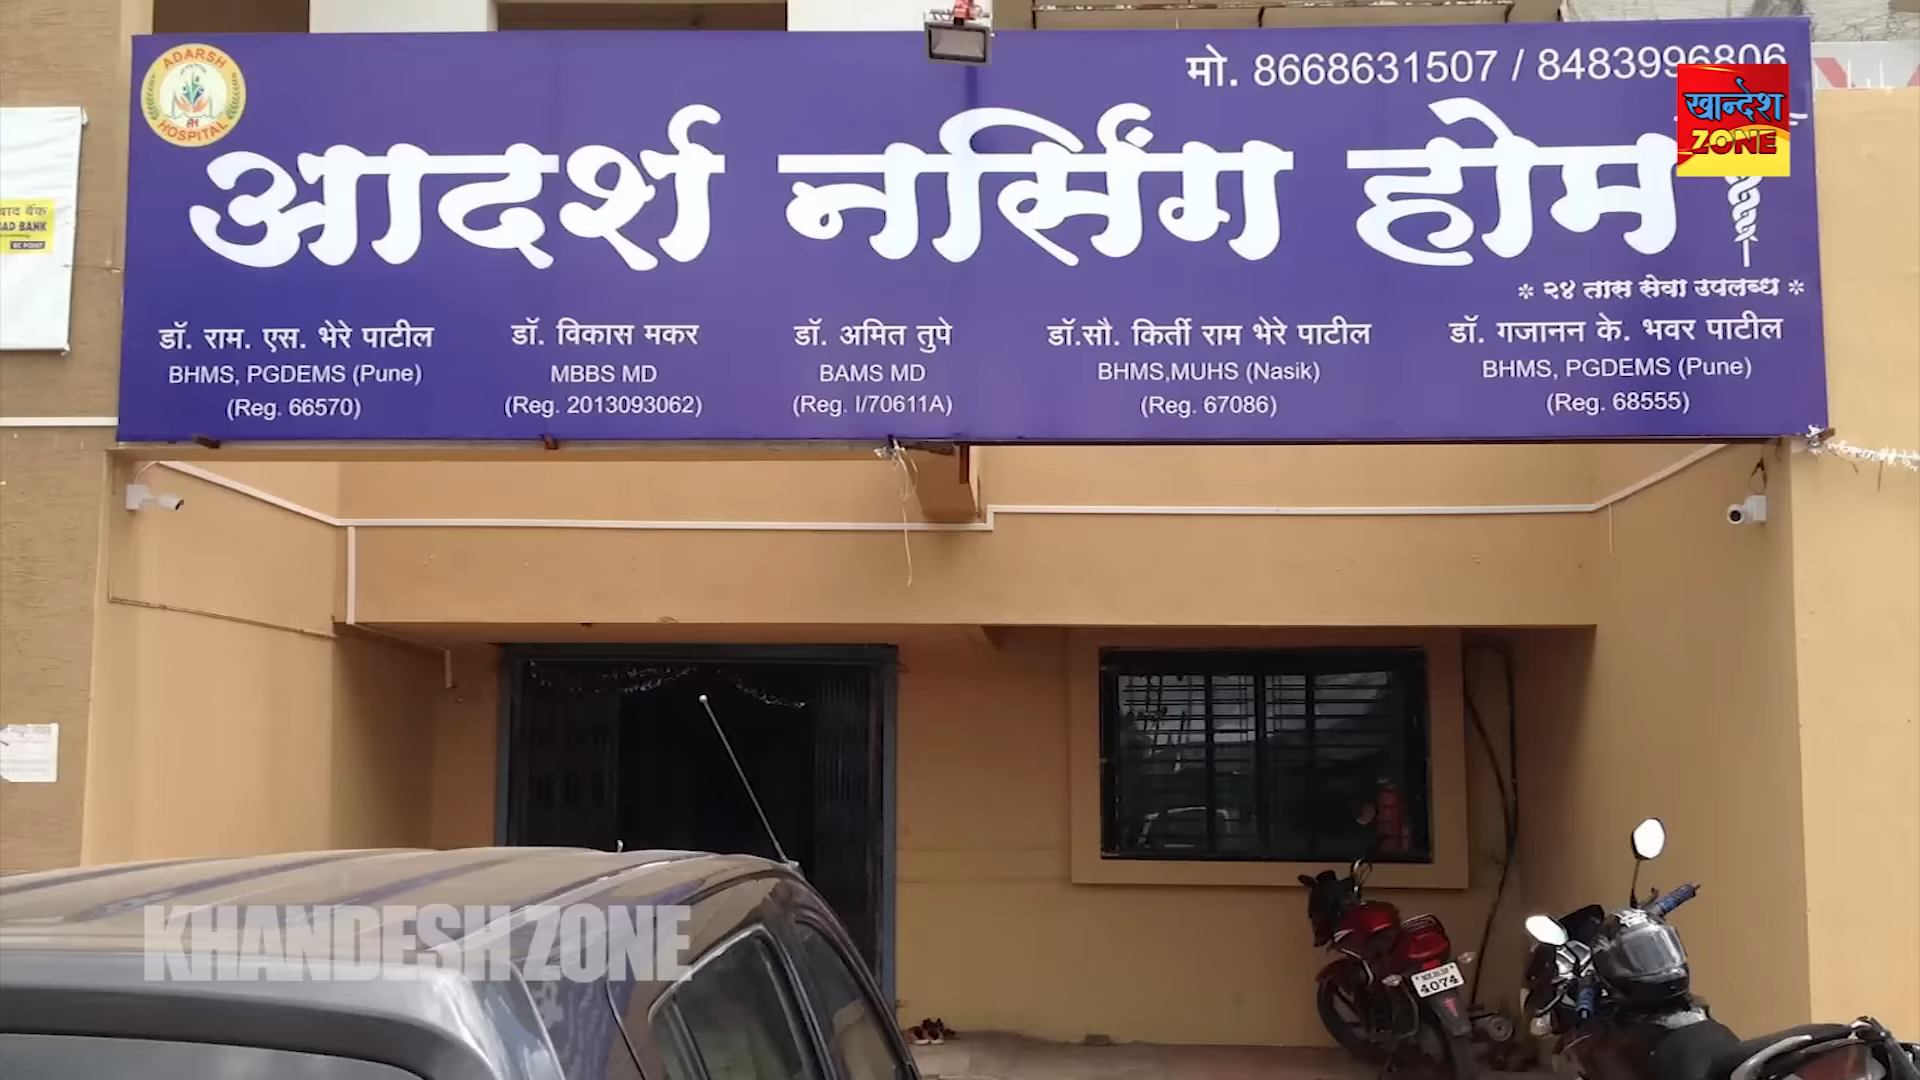 ADARSH
HOSPITAL
मो. 8668631507 / 8483996806
खान्देश
ZONE
आदर्श नर्सिंग होम
* २४ तास सेवा उपलब्ध *
डॉ. राम. एस. भेरे पाटील
BHMS, PGDEMS (Pune)
(Reg. 66570)
डॉ. विकास मकर
MBBS MD
(Reg. 2013093062)
डॉ. अमित तुपे
BAMS MD
(Reg. I/70611A)
डॉ.सौ. किर्ती राम भेरे पाटील
BHMS,MUHS (Nasik)
(Reg. 67086)
डॉ. गजानन के. भवर पाटील
BHMS, PGDEMS (Pune)
(Reg. 68555)
बैंक
BANK
4074
KHANDESH ZONE